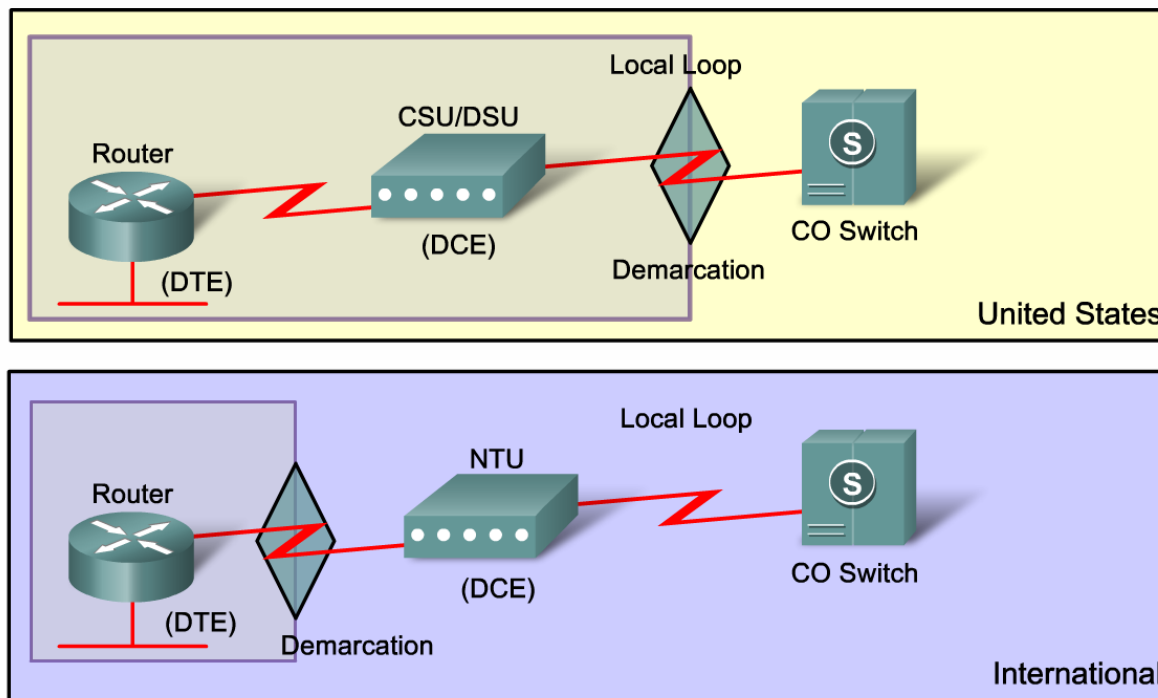 Local Loop
CSU/DSU
Router
S
CO Switch
(DCE)
Demarcation
(DTE)
United States
Local Loop
NTU
Router
S
CO Switch
(DCE)
(DTE)
Demarcation
International